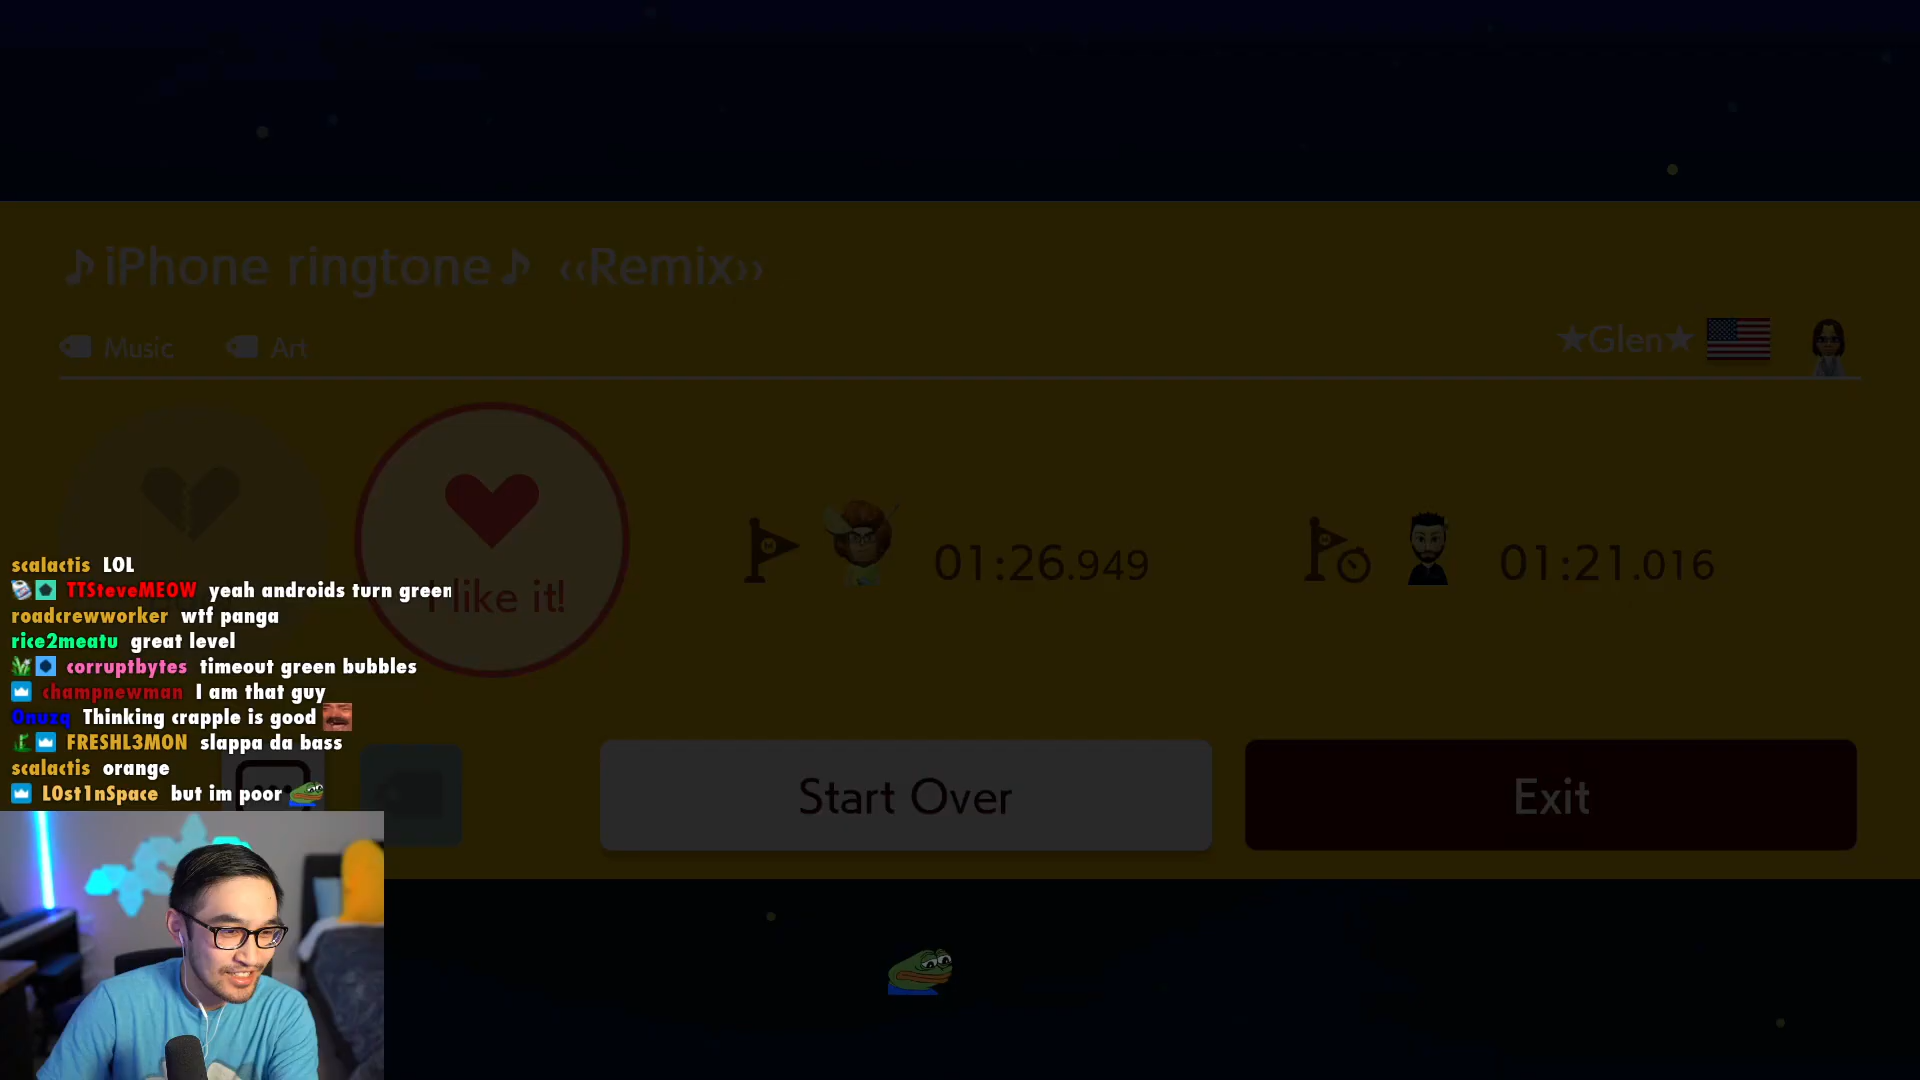 ♪iPhone ringtone♪ ‹‹Remix››
Music Art
★Glen★
I like it!
01:26.949
01:21.016
scalactis LOL
TTSteveMEOW yeah androids turn green
roadcrewworker wtf panga
rice2meatu great level
corruptbytes timeout green bubbles
champnewman I am that guy
Onuzq Thinking crapple is good
FRESHL3MON slappa da bass
scalactis orange
L0st1nSpace but im poor
Start Over
Exit